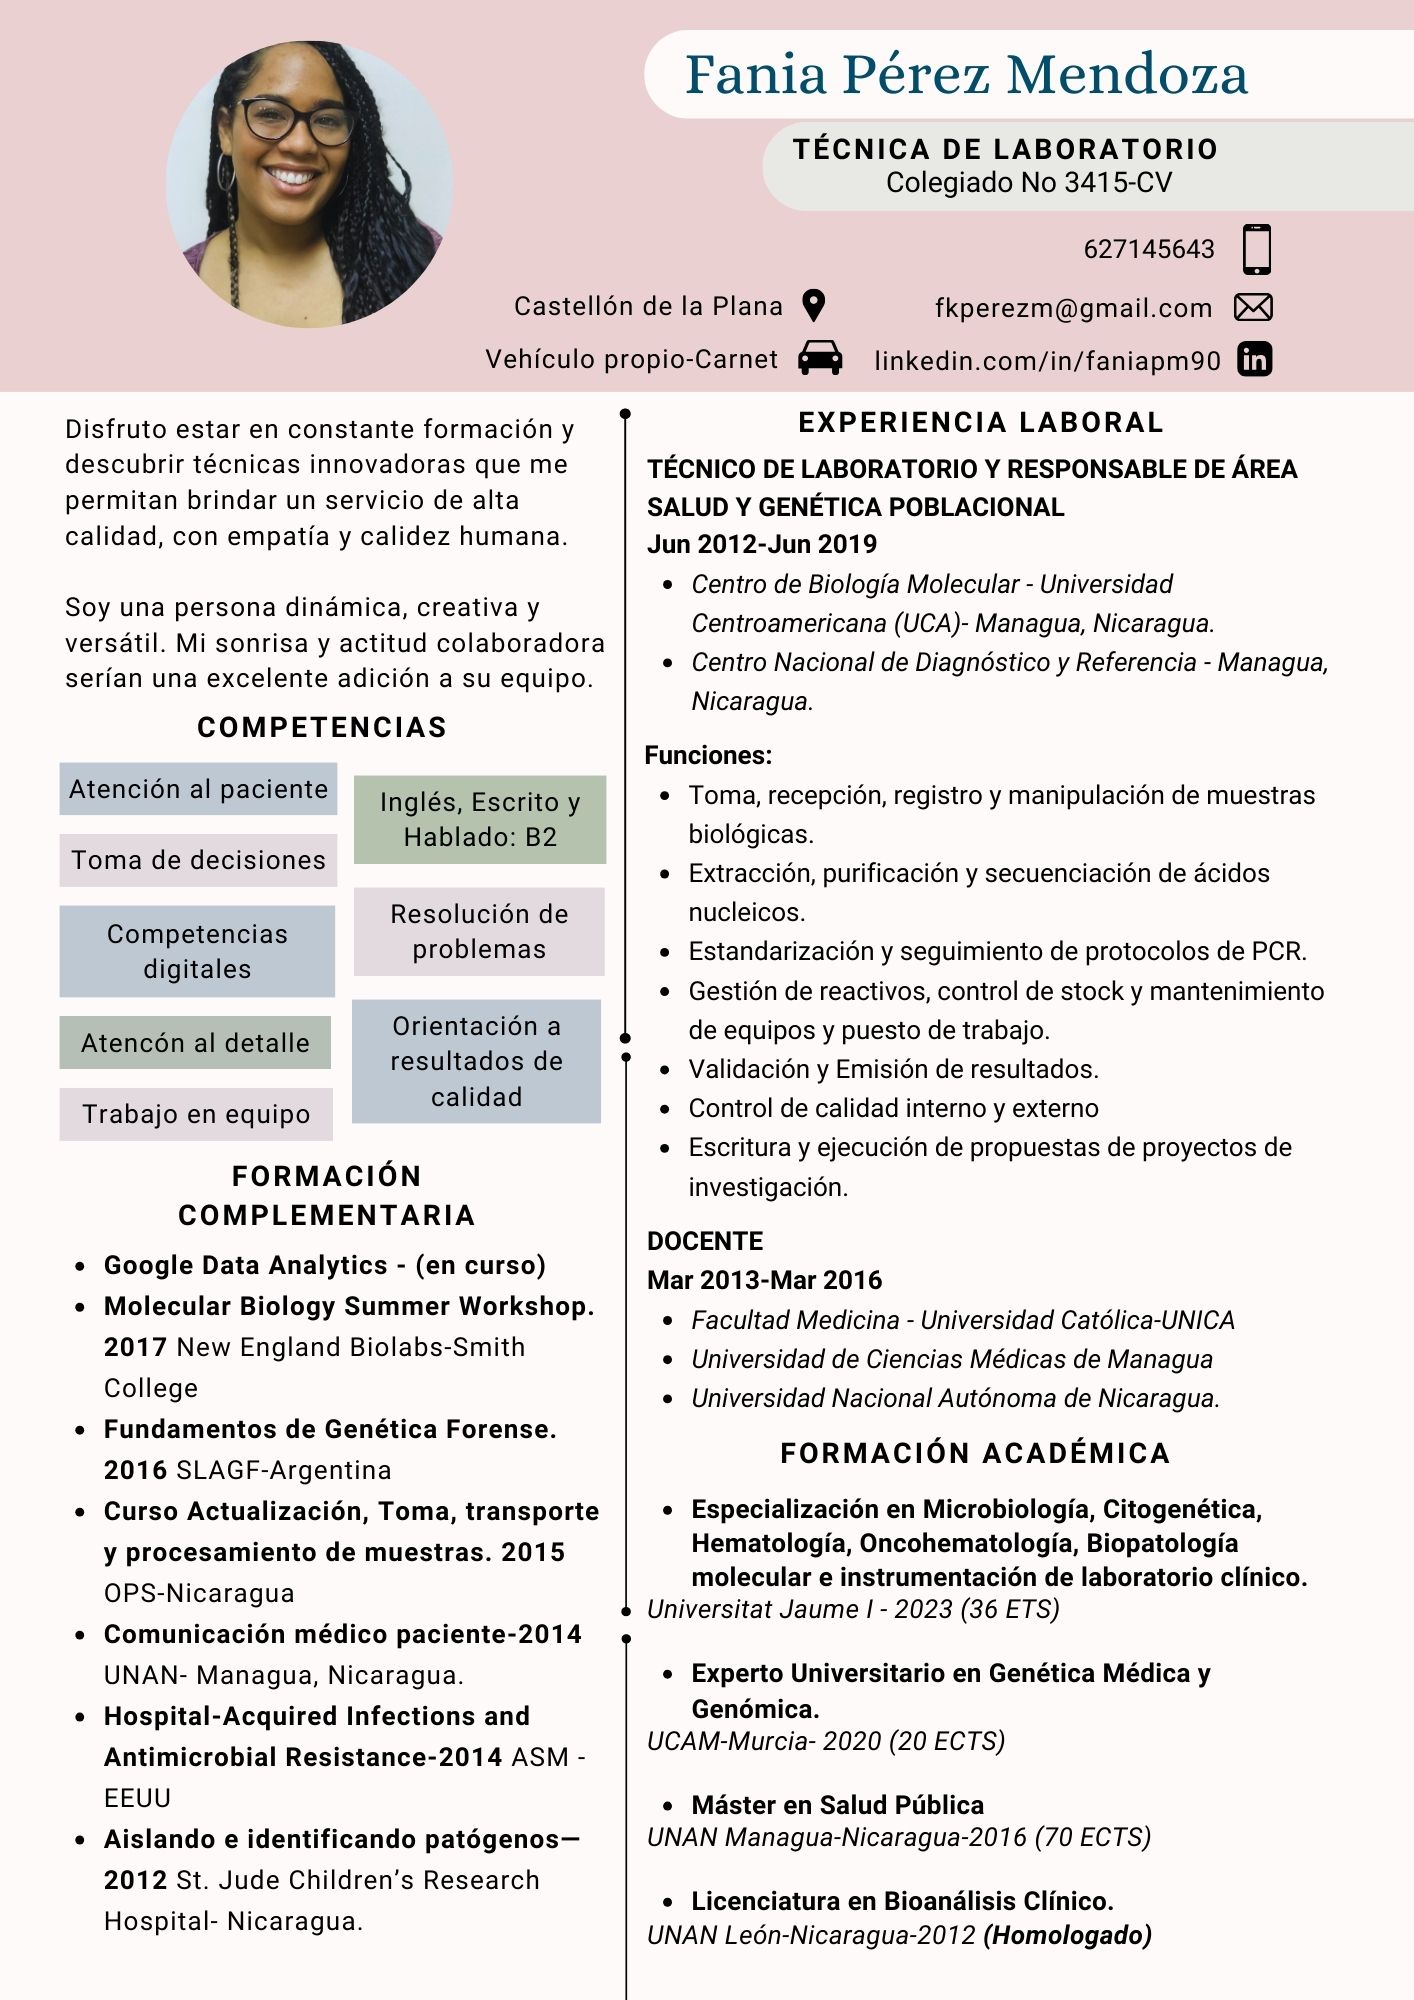 Fania Pérez Mendoza
TÉCNICA DE LABORATORIO
Colegiado No 3415-CV
627145643
Castellón de la Plana
fkperezm@gmail.com
Vehículo propio-Carnet
linkedin.com/in/faniapm90
in
Disfruto estar en constante formación y
descubrir técnicas innovadoras que me
permitan brindar un servicio de alta
calidad, con empatía y calidez humana.
Soy una persona dinámica, creativa y
versátil. Mi sonrisa y actitud colaboradora
serían una excelente adición a su equipo.
COMPETENCIAS
Atención al paciente
Toma de decisiones
Competencias
digitales
Atencón al detalle
Trabajo en equipo
Inglés, Escrito y
Hablado: B2
Resolución de
problemas
Orientación a
resultados de
calidad
FORMACIÓN
COMPLEMENTARIA
• Google Data Analytics - (en curso)
• Molecular Biology Summer Workshop.
2017 New England Biolabs-Smith
College
• Fundamentos de Genética Forense.
2016 SLAGF-Argentina
• Curso Actualización, Toma, transporte
y procesamiento de muestras. 2015
OPS-Nicaragua
• Comunicación médico paciente-2014
UNAN- Managua, Nicaragua.
• Hospital-Acquired Infections and
Antimicrobial Resistance-2014 ASM -
EEUU
• Aislando e identificando patógenos—
2012 St. Jude Children’s Research
Hospital- Nicaragua.
EXPERIENCIA LABORAL
TÉCNICO DE LABORATORIO Y RESPONSABLE DE ÁREA
SALUD Y GENÉTICA POBLACIONAL
Jun 2012-Jun 2019
• Centro de Biología Molecular - Universidad
Centroamericana (UCA)- Managua, Nicaragua.
• Centro Nacional de Diagnóstico y Referencia - Managua,
Nicaragua.
Funciones:
• Toma, recepción, registro y manipulación de muestras
biológicas.
• Extracción, purificación y secuenciación de ácidos
nucleicos.
• Estandarización y seguimiento de protocolos de PCR.
• Gestión de reactivos, control de stock y mantenimiento
de equipos y puesto de trabajo.
• Validación y Emisión de resultados.
• Control de calidad interno y externo
• Escritura y ejecución de propuestas de proyectos de
investigación.
DOCENTE
Mar 2013-Mar 2016
• Facultad Medicina - Universidad Católica-UNICA
• Universidad de Ciencias Médicas de Managua
• Universidad Nacional Autónoma de Nicaragua.
FORMACIÓN ACADÉMICA
• Especialización en Microbiología, Citogenética,
Hematología, Oncohematología, Biopatología
molecular e instrumentación de laboratorio clínico.
Universitat Jaume I - 2023 (36 ETS)
• Experto Universitario en Genética Médica y
Genómica.
UCAM-Murcia- 2020 (20 ECTS)
• Máster en Salud Pública
UNAN Managua-Nicaragua-2016 (70 ECTS)
• Licenciatura en Bioanálisis Clínico.
UNAN León-Nicaragua-2012 (Homologado)